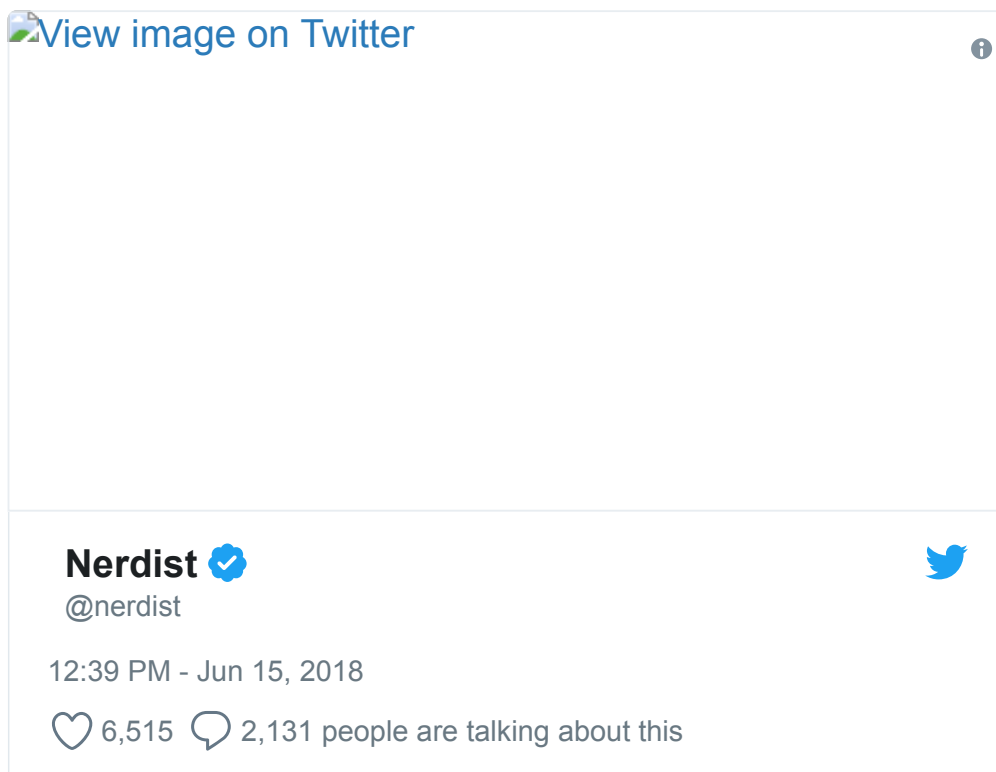 View image on Twitter
Nerdist
@nerdist
12:39 PM - Jun 15, 2018
6,515 2,131 people are talking about this